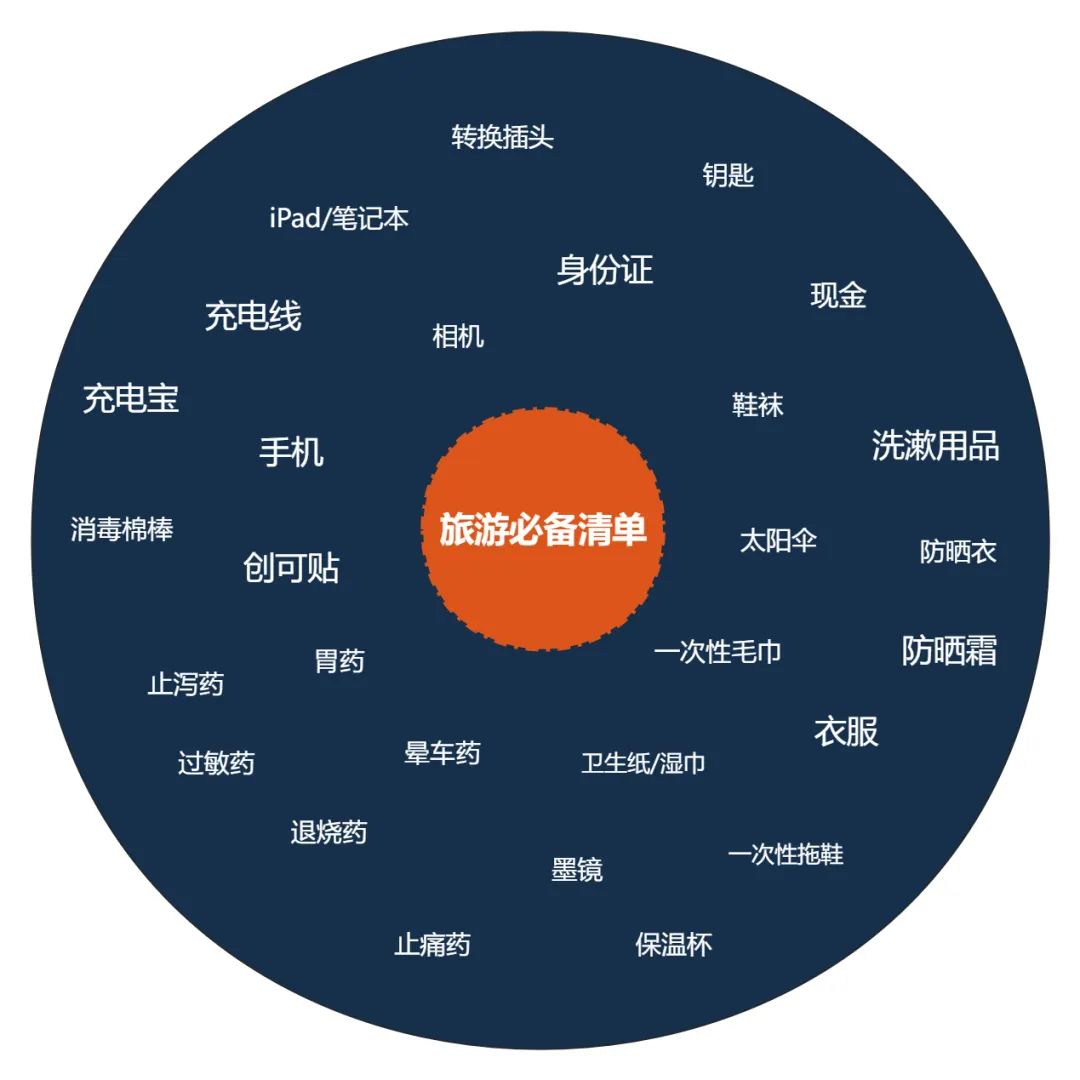 转换插头
钥匙
iPad/笔记本
身份证
现金
充电线
相机
充电宝
鞋袜
洗漱用品
手机
旅游必备清单
消毒棉棒
太阳伞
防晒衣
创可贴
一次性毛巾
防晒霜
胃药
止泻药
衣服
晕车药
过敏药
卫生纸/湿巾
退烧药
一次性拖鞋
墨镜
止痛药
保温杯